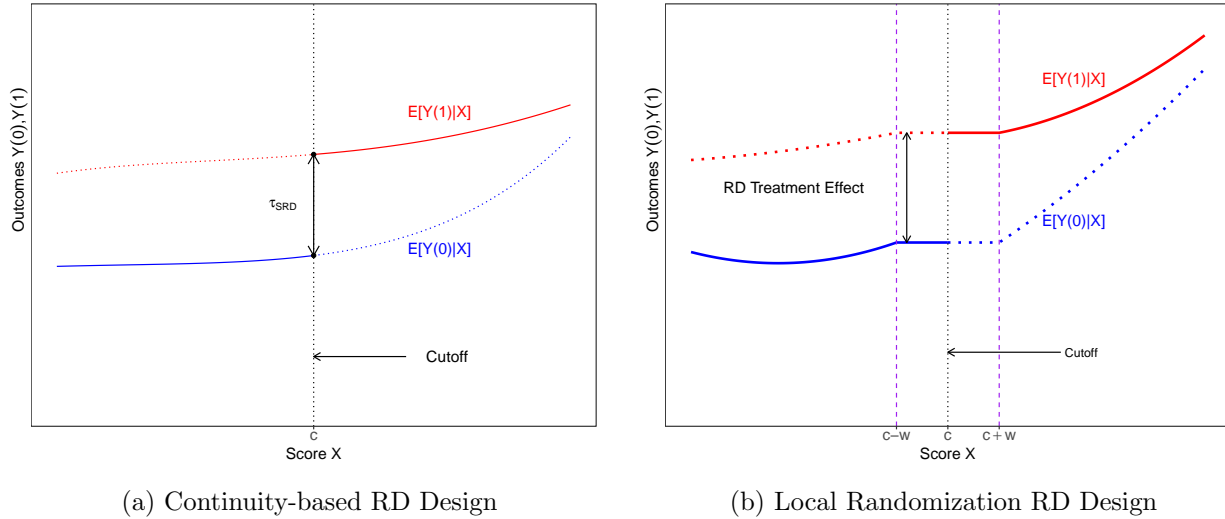 Outcomes Y(0),Y(1)
E[Y(1)|X]
τSRD
E[Y(0)|X]
Cutoff
c
Score X
(a) Continuity-based RD Design
Outcomes Y(0),Y(1)
E[Y(1)|X]
RD Treatment Effect
E[Y(0)|X]
Cutoff
c−w c c+w
Score X
(b) Local Randomization RD Design